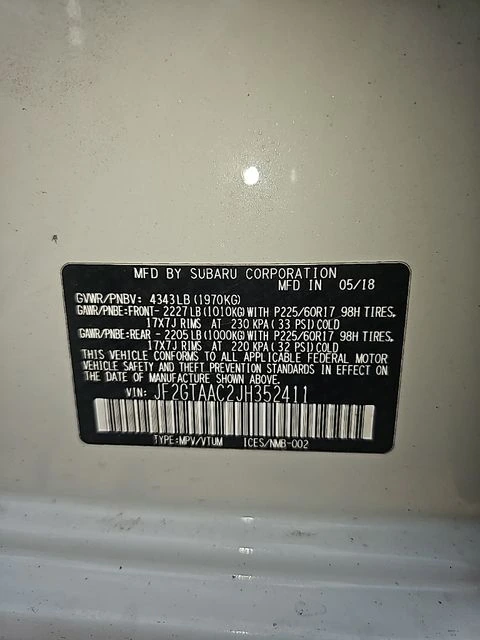 MFD BY SUBARU CORPORATION
MFD IN 05/18
GVWR/PNBV: 4343LB(1970KG)
GAWR/PNBE:FRONT- 2227LB(1010KG)WITH P225/60R17 98H TIRES,
17X7J RIMS AT 230 KPA(33 PSI)COLD
GAWR/PNBE:REAR - 2205LB(1000KG)WITH P225/60R17 98H TIRES,
17X7J RIMS AT 220 KPA(32 PSI)COLD
THIS VEHICLE CONFORMS TO ALL APPLICABLE FEDERAL MOTOR
VEHICLE SAFETY AND THEFT PREVENTION STANDARDS IN EFFECT ON
THE DATE OF MANUFACTURE SHOWN ABOVE.
VIN: JF2GTAAC2JH352411
TYPE:MPV/VTUM ICES/NMB-002